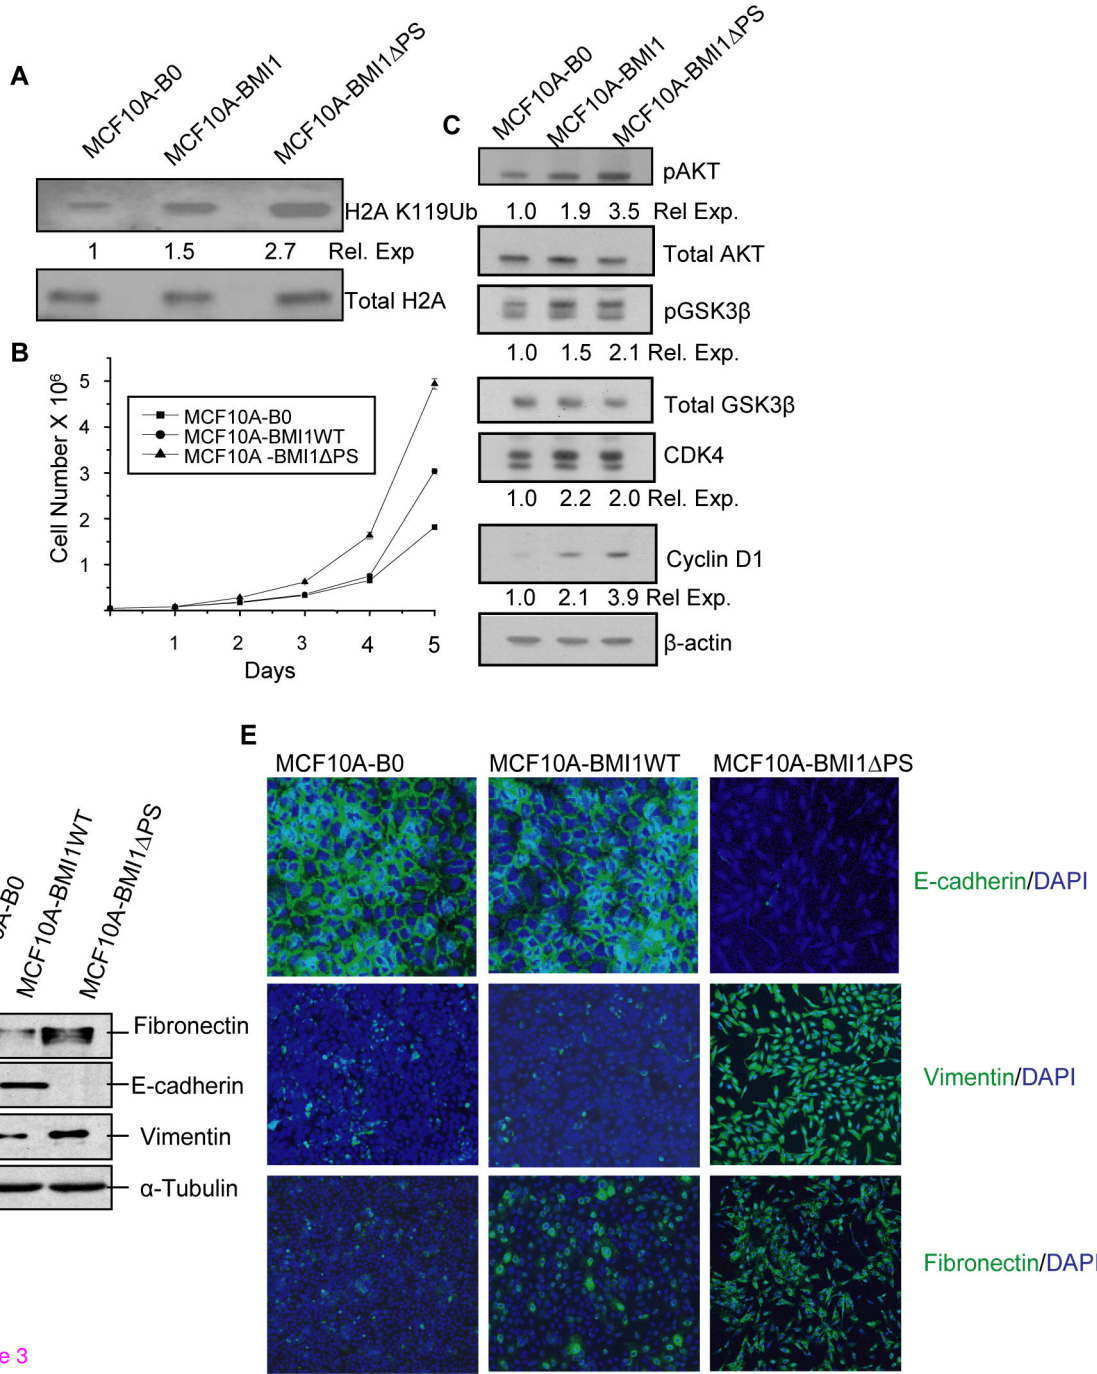 A
MCF10A-B0
MCF10A-BMI1
MCF10A-BMI1ΔPS
H2A K119Ub
1 1.5 2.7 Rel. Exp
Total H2A
B
Cell Number X 10⁶
5
4
3
2
1
MCF10A-B0
MCF10A-BMI1WT
MCF10A -BMI1ΔPS
1 2 3 4 5
Days
C
MCF10A-B0
MCF10A-BMI1
MCF10A-BMI1ΔPS
pAKT
1.0 1.9 3.5 Rel Exp.
Total AKT
pGSK3β
1.0 1.5 2.1 Rel. Exp.
Total GSK3β
CDK4
1.0 2.2 2.0 Rel. Exp.
Cyclin D1
1.0 2.1 3.9 Rel Exp.
β-actin
A-B0
MCF10A-BMI1WT
MCF10A-BMI1ΔPS
Fibronectin
E-cadherin
Vimentin
α-Tubulin
E
MCF10A-B0 MCF10A-BMI1WT MCF10A-BMI1ΔPS
E-cadherin/DAPI
Vimentin/DAPI
Fibronectin/DAPI
e 3